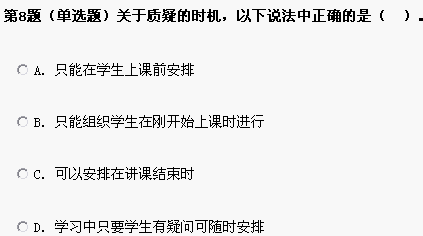 第8题（单选题）关于质疑的时机，以下说法中正确的是（  ）.
A. 只能在学生上课前安排
B. 只能组织学生在刚开始上课时进行
C. 可以安排在讲课结束时
D. 学习中只要学生有疑问可随时安排